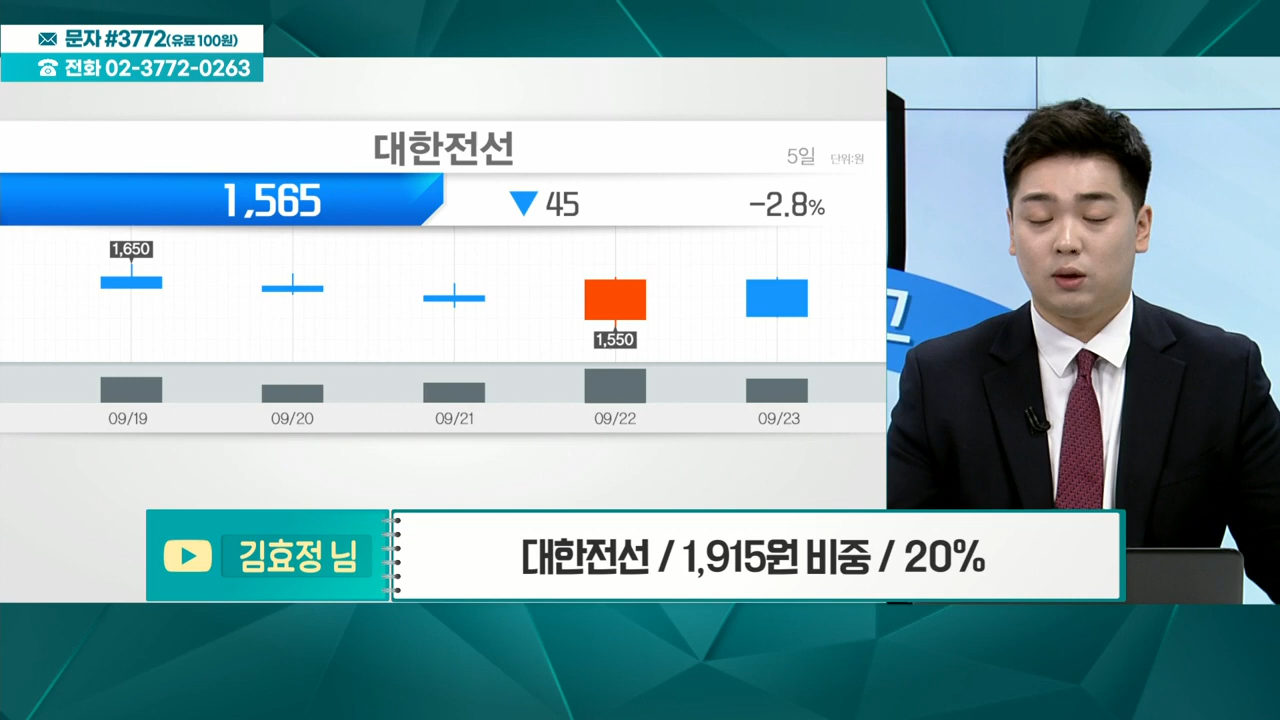 문자 #3772(유료 100원)
전화 02-3772-0263
대한전선
5일 단위:원
1,565 ▼ 45 -2.8%
1,650
1,550
09/19 09/20 09/21 09/22 09/23
고
김효정 님
대한전선 / 1,915원 비중 / 20%